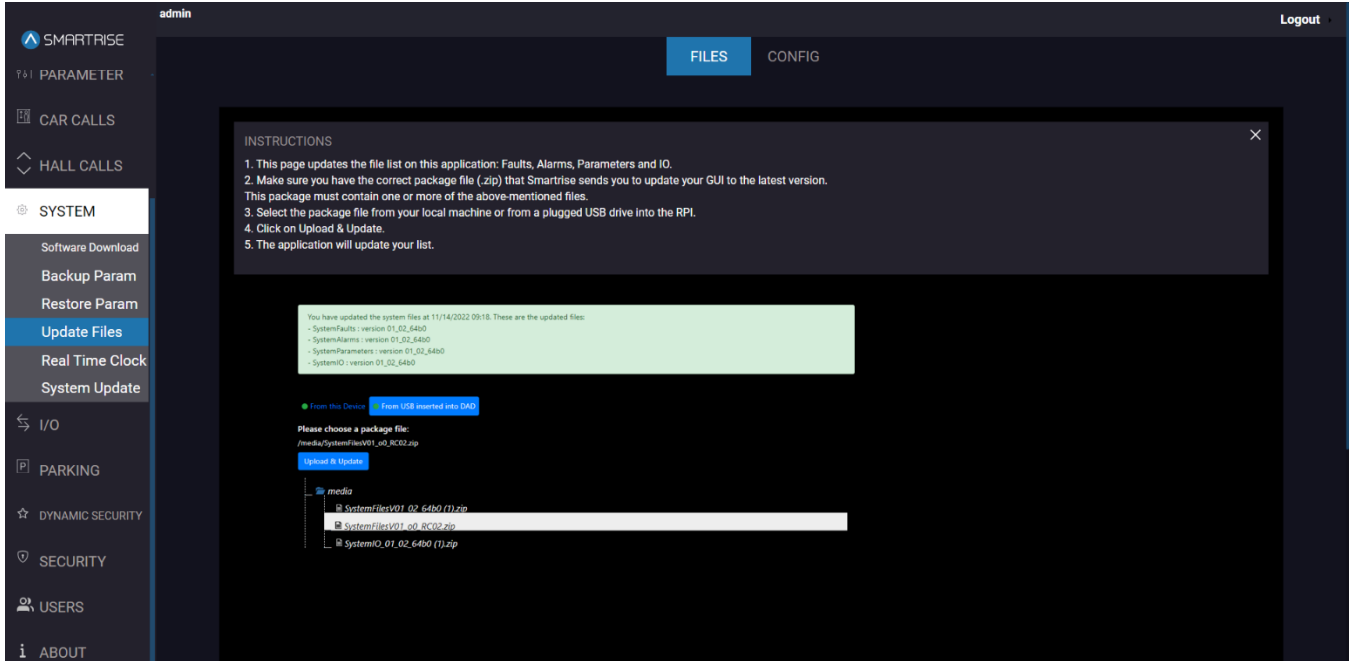 admin
Logout
SMARTRISE
FILES
CONFIG
PARAMETER
CAR CALLS
HALL CALLS
SYSTEM
Software Download
Backup Param
Restore Param
Update Files
Real Time Clock
System Update
I/O
PARKING
DYNAMIC SECURITY
SECURITY
USERS
ABOUT
INSTRUCTIONS
1. This page updates the file list on this application: Faults, Alarms, Parameters and IO.
2. Make sure you have the correct package file (.zip) that Smartrise sends you to update your GUI to the latest version.
This package must contain one or more of the above-mentioned files.
3. Select the package file from your local machine or from a plugged USB drive into the RPI.
4. Click on Upload & Update.
5. The application will update your list.
You have updated the system files at 11/14/2022 09:18. These are the updated files:
- SystemFaults : version 01_02_64b0
- SystemAlarms : version 01_02_64b0
- SystemParameters : version 01_02_64b0
- SystemIO : version 01_02_64b0
From this Device
From USB inserted into DAD
Please choose a package file:
/media/SystemFilesV01_o0_RC02.zip
Upload & Update
media
SystemFilesV01_02_64b0 (1).zip
SystemFilesV01_o0_RC02.zip
SystemIO_01_02_64b0 (1).zip